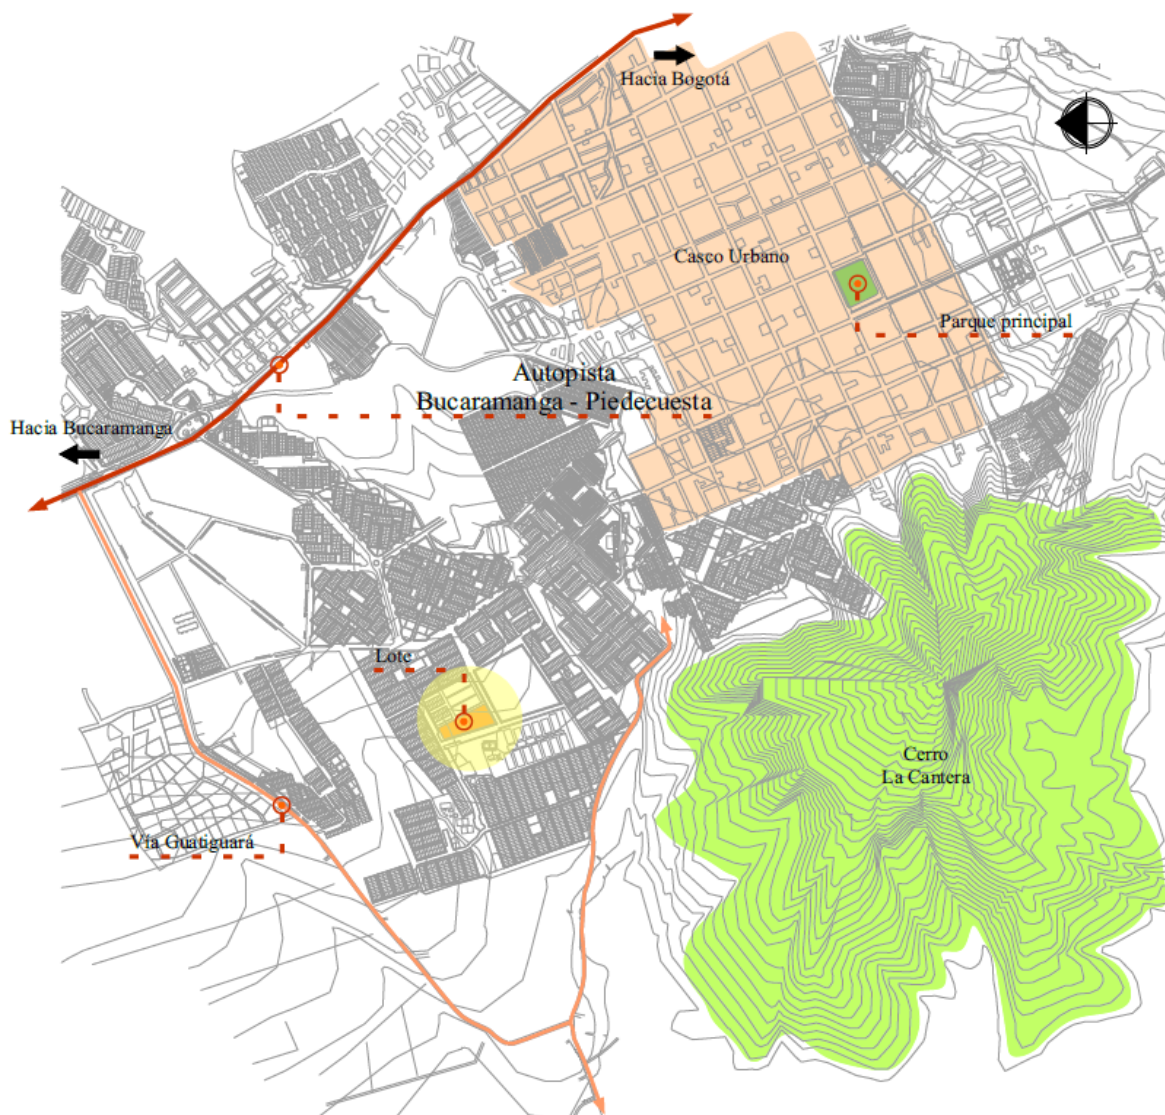 Hacia Bogotá
Casco Urbano
Parque principal
Autopista
Bucaramanga - Piedecuesta
Hacia Bucaramanga
Lote
Cerro
La Cantera
Vía Guatiguará